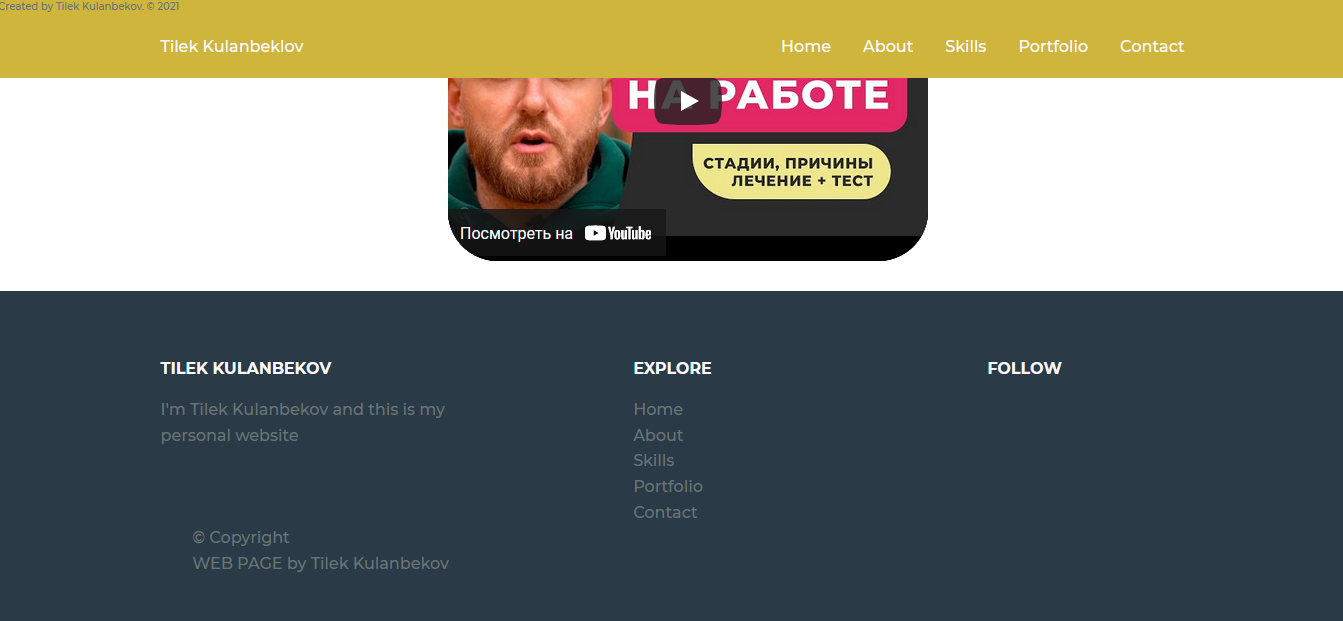 Created by Tilek Kulanbekov. © 2021
Tilek Kulanbeklov
Home About Skills Portfolio Contact
НА РАБОТЕ
СТАДИИ, ПРИЧИНЫ
ЛЕЧЕНИЕ + ТЕСТ
Посмотреть на YouTube
TILEK KULANBEKOV
I'm Tilek Kulanbekov and this is my
personal website
© Copyright
WEB PAGE by Tilek Kulanbekov
EXPLORE
Home
About
Skills
Portfolio
Contact
FOLLOW